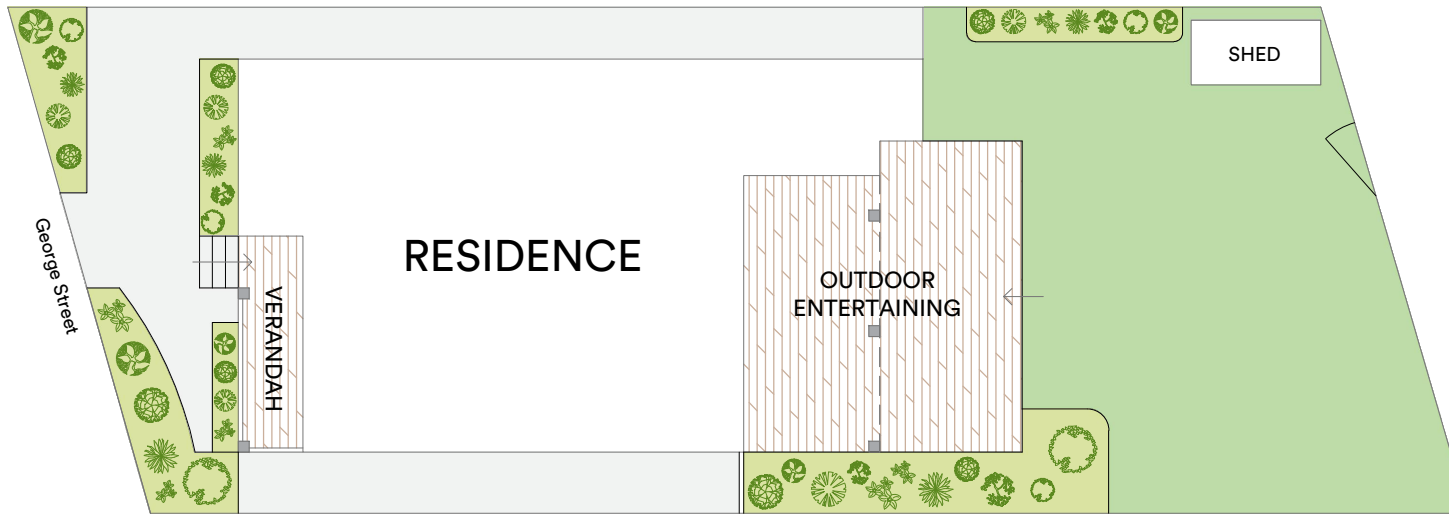 SHED
George Street
RESIDENCE
VERANDAH
OUTDOOR
ENTERTAINING